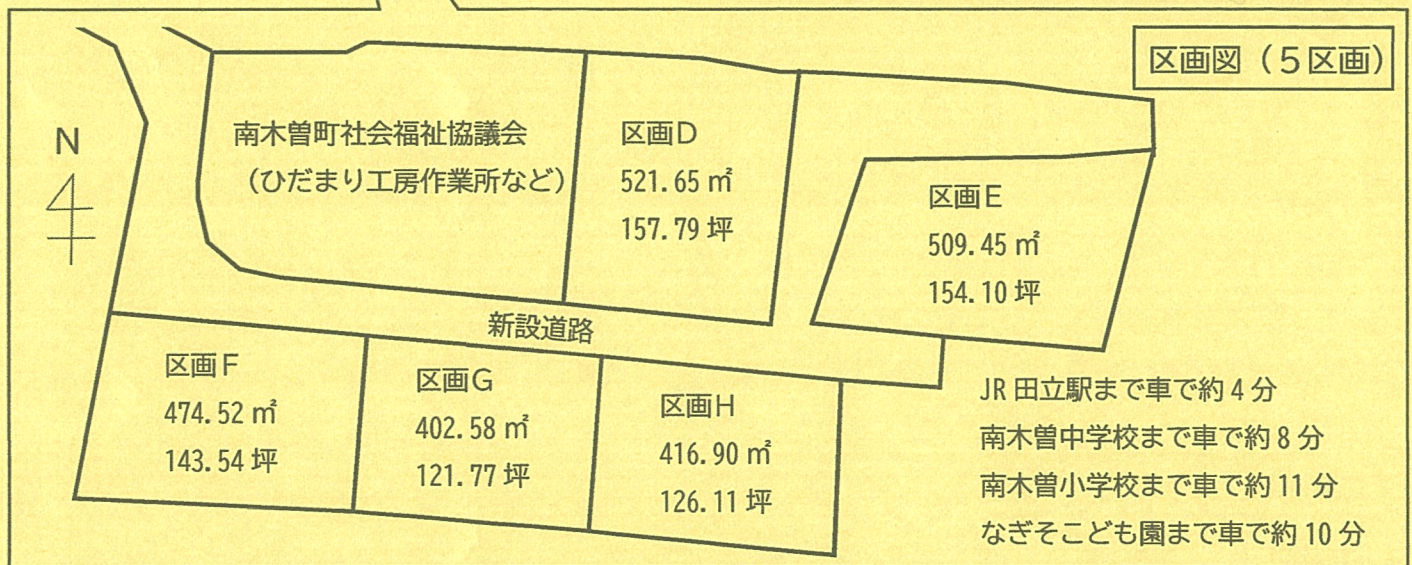 区画図（5区画）
N
南木曽町社会福祉協議会
（ひだまり工房作業所など）
区画D
521.65 ㎡
157.79 坪
区画E
509.45 ㎡
154.10 坪
新設道路
区画F
474.52 ㎡
143.54 坪
区画G
402.58 ㎡
121.77 坪
区画H
416.90 ㎡
126.11 坪
JR 田立駅まで車で約 4 分
南木曽中学校まで車で約 8 分
南木曽小学校まで車で約 11 分
なぎそこども園まで車で約 10 分